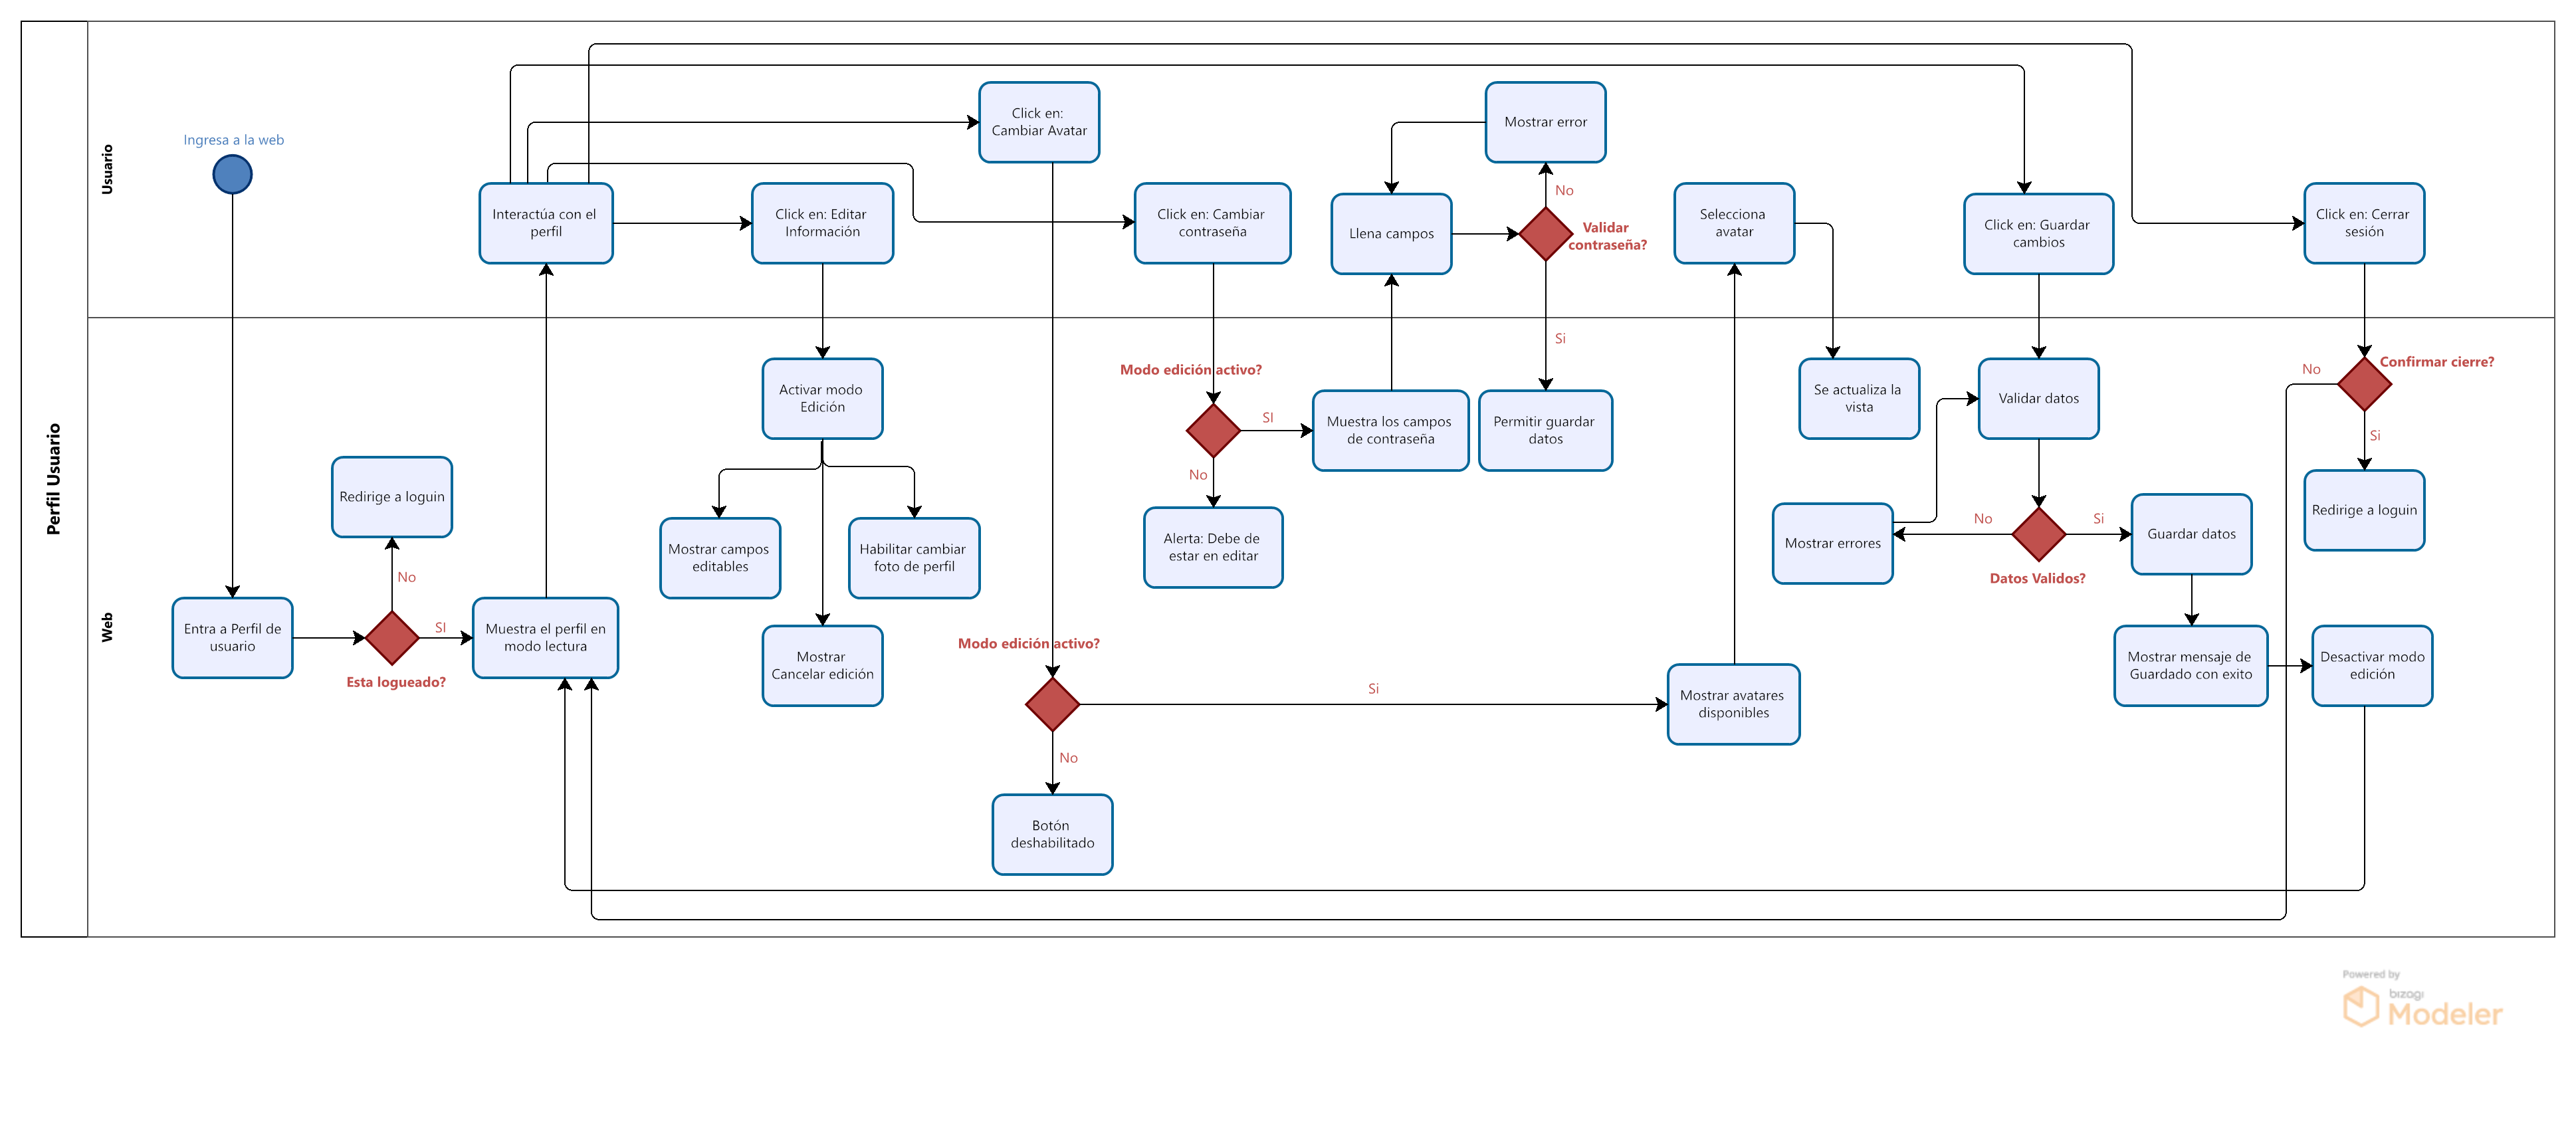 Perfil Usuario
Usuario
Ingresa a la web
Interactúa con el
perfil
Click en: Editar
Información
Click en:
Cambiar Avatar
Click en: Cambiar
contraseña
Llena campos
Mostrar error
No
Validar
contraseña?
Si
Selecciona
avatar
Click en: Guardar
cambios
Click en: Cerrar
sesión
Web
Entra a Perfil de
usuario
Esta logueado?
No
Redirige a loguin
SI
Muestra el perfil en
modo lectura
Activar modo
Edición
Mostrar campos
editables
Habilitar cambiar
foto de perfil
Mostrar
Cancelar edición
Modo edición activo?
No
Botón
deshabilitado
Si
Mostrar avatares
disponibles
Modo edición activo?
SI
No
Alerta: Debe de
estar en editar
Muestra los campos
de contraseña
Permitir guardar
datos
Se actualiza la
vista
Validar datos
Datos Validos?
No
Mostrar errores
Si
Guardar datos
Mostrar mensaje de
Guardado con exito
Desactivar modo
edición
Confirmar cierre?
No
Si
Redirige a loguin
Powered by
bizagi
Modeler